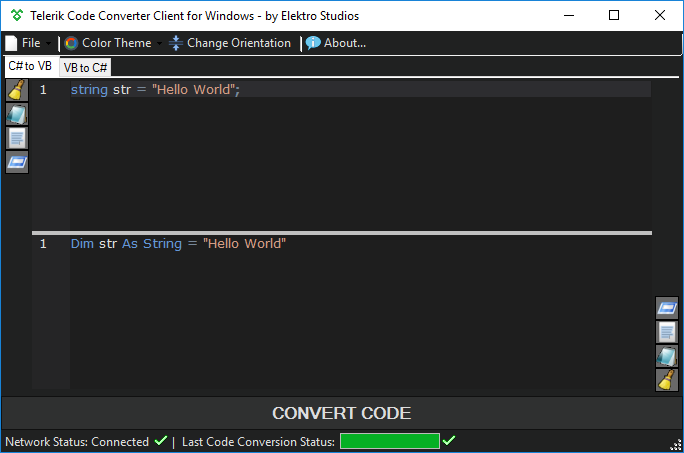 Telerik Code Converter Client for Windows - by Elektro Studios
File Color Theme Change Orientation About...
C# to VB VB to C#
1 string str = "Hello World";
1 Dim str As String = "Hello World"
CONVERT CODE
Network Status: Connected | Last Code Conversion Status: